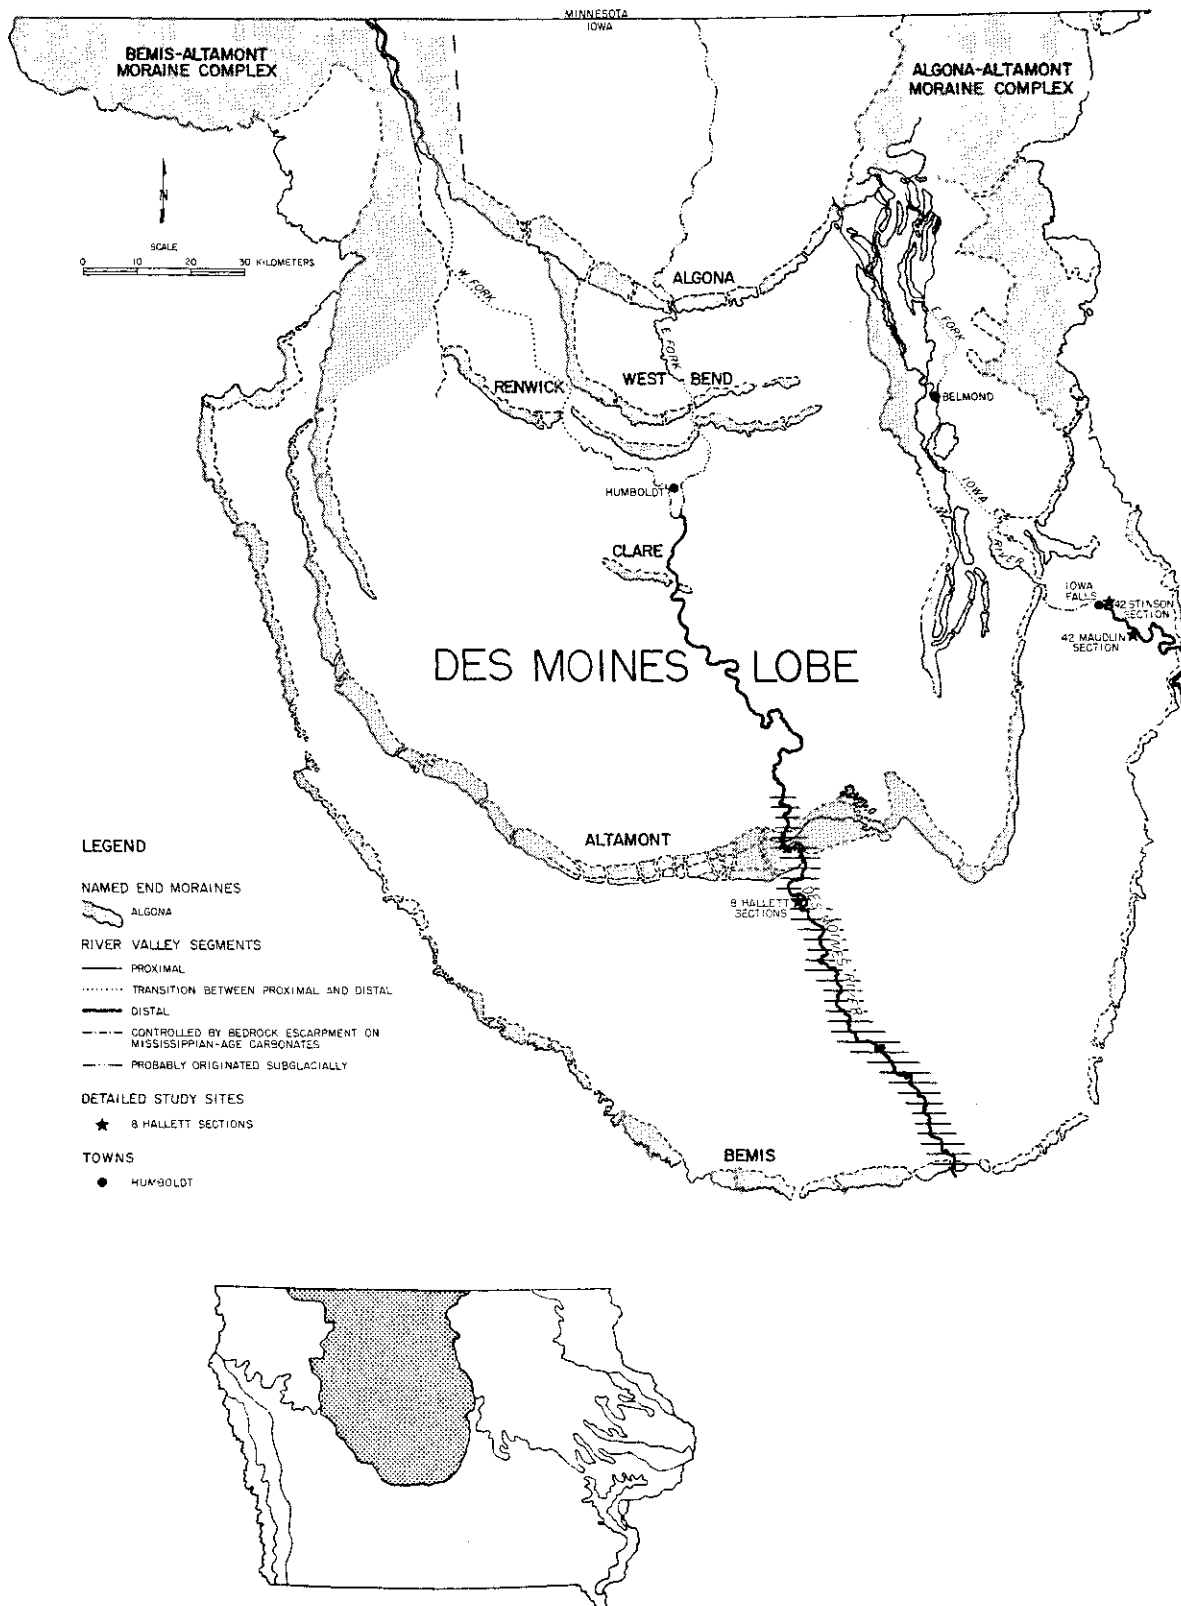 MINNESOTA
IOWA
BEMIS-ALTAMONT
MORAINE COMPLEX
ALGONA-ALTAMONT
MORAINE COMPLEX
N
SCALE
0 10 20 30 KILOMETERS
W. FORK
ALGONA
E. FORK
E. FORK
RENWICK
WEST BEND
BELMOND
HUMBOLDT
IOWA
RIVER
CLARE
IOWA
FALLS
42 STINSON
SECTION
42 MAUDLIN
SECTION
DES MOINES LOBE
ALTAMONT
8 HALLETT
SECTIONS
DES MOINES RIVER
BEMIS
LEGEND
NAMED END MORAINES
ALGONA
RIVER VALLEY SEGMENTS
PROXIMAL
TRANSITION BETWEEN PROXIMAL AND DISTAL
DISTAL
CONTROLLED BY BEDROCK ESCARPMENT ON
MISSISSIPPIAN-AGE CARBONATES
PROBABLY ORIGINATED SUBGLACIALLY
DETAILED STUDY SITES
8 HALLETT SECTIONS
TOWNS
HUMBOLDT